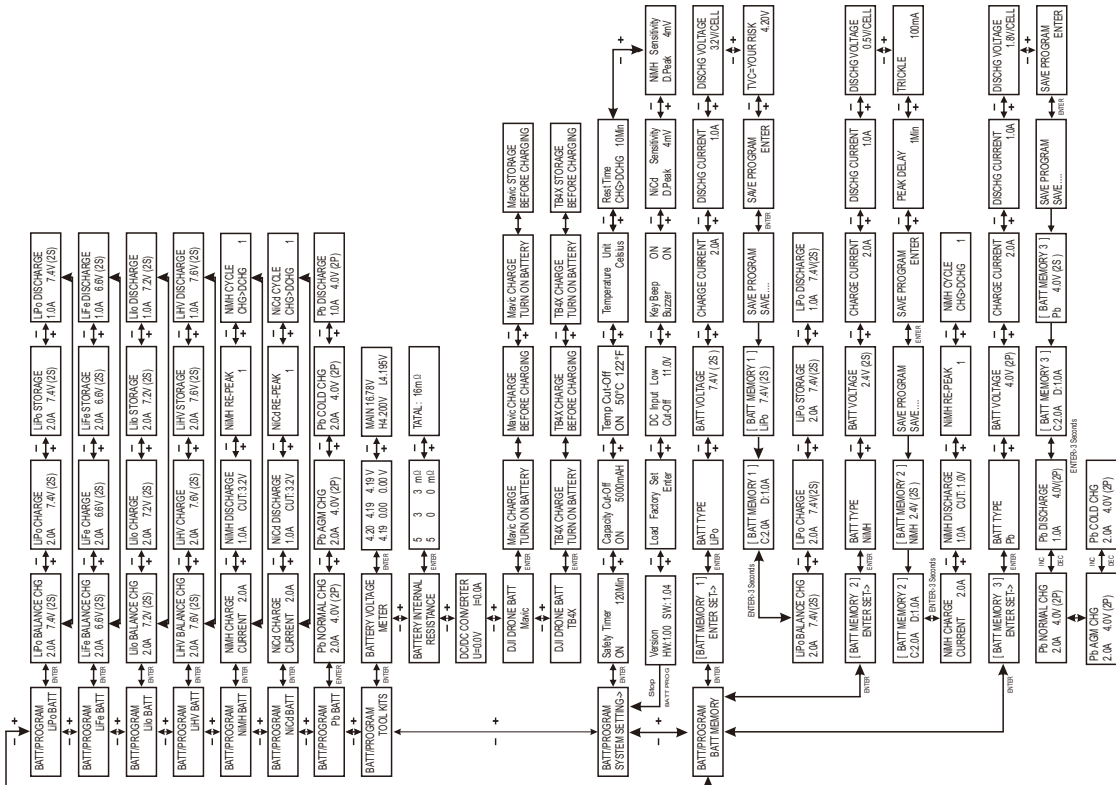 BATT/PROGRAM
LiPo BATT
ENTER
LiPo BALANCE CHG
2.0A 7.4V (2S)
LiPo CHARGE
2.0A 7.4V (2S)
LiPo STORAGE
2.0A 7.4V (2S)
LiPo DISCHARGE
1.0A 7.4V (2S)
BATT/PROGRAM
LiFe BATT
ENTER
LiFe BALANCE CHG
2.0A 6.6V (2S)
LiFe CHARGE
2.0A 6.6V (2S)
LiFe STORAGE
2.0A 6.6V (2S)
LiFe DISCHARGE
1.0A 6.6V (2S)
BATT/PROGRAM
LiIo BATT
ENTER
LiIo BALANCE CHG
2.0A 7.2V (2S)
LiIo CHARGE
2.0A 7.2V (2S)
LiIo STORAGE
2.0A 7.2V (2S)
LiIo DISCHARGE
1.0A 7.2V (2S)
BATT/PROGRAM
LiHV BATT
ENTER
LiHV BALANCE CHG
2.0A 7.6V (2S)
LiHV CHARGE
2.0A 7.6V (2S)
LiHV STORAGE
2.0A 7.6V (2S)
LiHV DISCHARGE
1.0A 7.6V (2S)
BATT/PROGRAM
NiMH BATT
ENTER
NiMH CHARGE
CURRENT 2.0A
NiMH DISCHARGE
1.0A CUT:3.2V
NIMH RE-PEAK
1
NIMH CYCLE
CHG>DCHG 1
BATT/PROGRAM
NiCd BATT
ENTER
NiCd CHARGE
CURRENT 2.0A
NiCd DISCHARGE
1.0A CUT:3.2V
NiCd RE-PEAK
1
NiCd CYCLE
CHG>DCHG 1
BATT/PROGRAM
Pb BATT
ENTER
Pb NORMAL CHG
2.0A 4.0V (2P)
Pb AGM CHG
2.0A 4.0V (2P)
Pb COLD CHG
2.0A 4.0V (2P)
Pb DISCHARGE
1.0A 4.0V (2P)
BATT/PROGRAM
TOOL KITS
ENTER
BATTERY VOLTAGE
METER
ENTER
4.20 4.19 4.19 V
4.19 0.00 0.00 V
MAIN 16.78V
H4.200V L4.195V
BATTERY INTERNAL
RESISTANCE
ENTER
5 3 3 mΩ
5 0 0 mΩ
TATAL: 16mΩ
DC/DC CONVERTER
U=0.0V I=0.0A
DJI DRONE BATT
Mavic
ENTER
Mavic CHARGE
TURN ON BATTERY
Mavic CHARGE
BEFORE CHARGING
Mavic CHARGE
TURN ON BATTERY
Mavic STORAGE
BEFORE CHARGING
DJI DRONE BATT
TB4X
ENTER
TB4X CHARGE
TURN ON BATTERY
TB4X.CHARGE
BEFORE CHARGING
TB4X CHARGE
TURN ON BATTERY
TB4X.STORAGE
BEFORE CHARGING
BATT/PROGRAM
SYSTEM SETTING->
ENTER
Safety Timer
ON 120Min
Capacity Cut-Off
ON 5000mAH
Temp Cut-Off
ON 50°C 122°F
Temperature Unit
Celsius
Rest Time
CHG>DCHG 10Min
Stop
BATT PROG
Version
HW:1.00 SW: 1.04
Load Factory Set
Enter
DC Input Low
Cut-Off 11.0V
Key Beep ON
Buzzer ON
NiCd Sensitivity
D.Peak 4mV
NiMH Sensitivity
D.Peak 4mV
BATT/PROGRAM
BATT MEMORY
ENTER
[BATT MEMORY 1]
ENTER SET->
ENTER
BATT TYPE
LiPo
BATT VOLTAGE
7.4V (2S)
CHARGE CURRENT
2.0A
DISCHG CURRENT
1.0A
DISCHG VOLTAGE
3.2V/CELL
TVC=YOUR RISK
4.20V
SAVE PROGRAM
ENTER
ENTER
SAVE PROGRAM
SAVE....
[ BATT MEMORY 1 ]
LiPo 7.4V (2S)
[ BATT MEMORY 1 ]
C:2.0A D:1.0A
ENTER-3 Seconds
LiPo BALANCE CHG
2.0A 7.4V(2S)
LiPo CHARGE
2.0A 7.4V(2S)
LiPo STORAGE
2.0A 7.4V(2S)
LiPo DISCHARGE
1.0A 7.4V(2S)
ENTER
[BATT MEMORY 2]
ENTER SET->
ENTER
BATT TYPE
NiMH
BATT VOLTAGE
2.4V (2S)
CHARGE CURRENT
2.0A
DISCHG CURRENT
1.0A
DISCHG VOLTAGE
0.5V/CELL
TRICKLE
100mA
PEAK DELAY
1Min
SAVE PROGRAM
ENTER
ENTER
SAVE PROGRAM
SAVE....
[ BATT MEMORY 2 ]
NiMH 2.4V (2S)
[ BATT MEMORY 2 ]
C:2.0A D:1.0A
ENTER-3 Seconds
NiMH CHARGE
CURRENT 2.0A
NMH DISCHARGE
1.0A CUT: 1.0V
NIMH RE-PEAK
1
NIMH CYCLE
CHG>DCHG 1
ENTER
[BATT MEMORY 3]
ENTER SET->
ENTER
BATT TYPE
Pb
BATT VOLTAGE
4.0V (2P)
CHARGE CURRENT
2.0A
DISCHG CURRENT
1.0A
DISCHG VOLTAGE
1.8V/CELL
SAVE PROGRAM
ENTER
ENTER
SAVE PROGRAM
SAVE....
[ BATT MEMORY 3 ]
Pb 4.0V (2S)
[ BATT MEMORY 3 ]
C:2.0A D:1.0A
ENTER-3 Seconds
Pb NORMAL CHG
2.0A 4.0V (2P)
INC
DEC
Pb DISCHARGE
1.0A 4.0V(2P)
Pb AGM CHG
2.0A 4.0V (2P)
INC
DEC
Pb COLD CHG
2.0A 4.0V (2P)